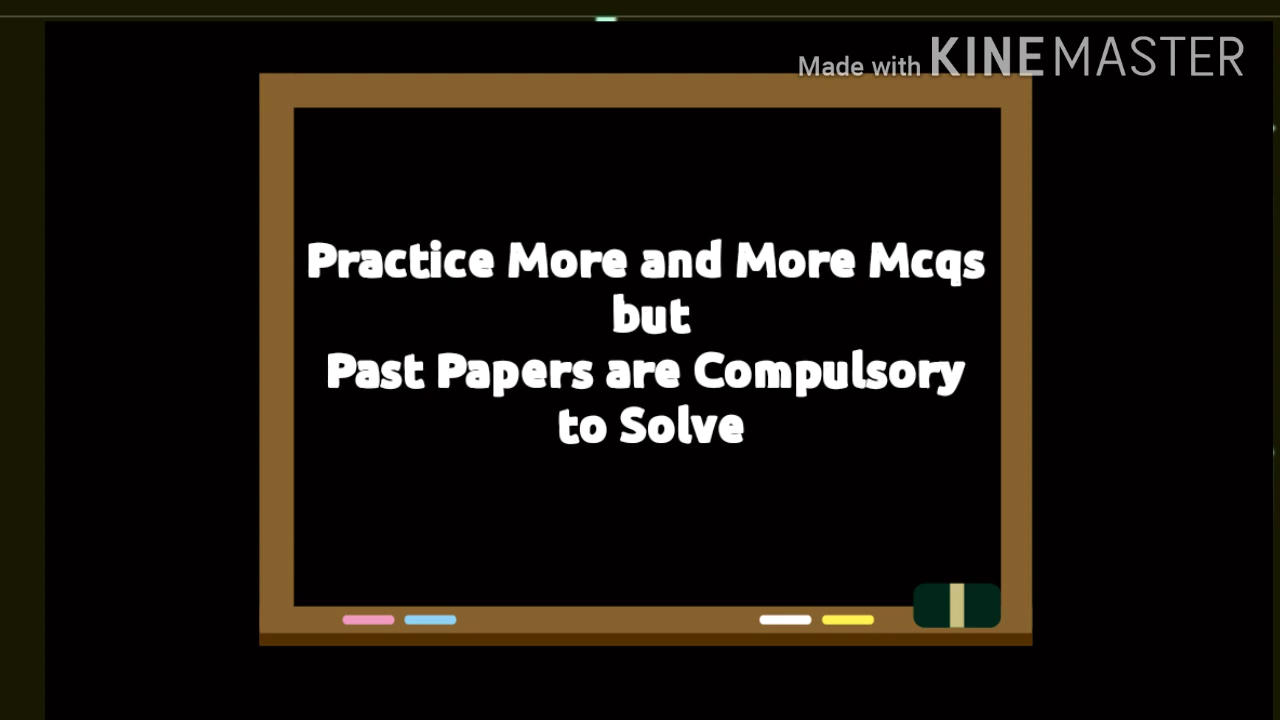 Made with KINEMASTER
Practice More and More Mcqs
but
Past Papers are Compulsory
to Solve